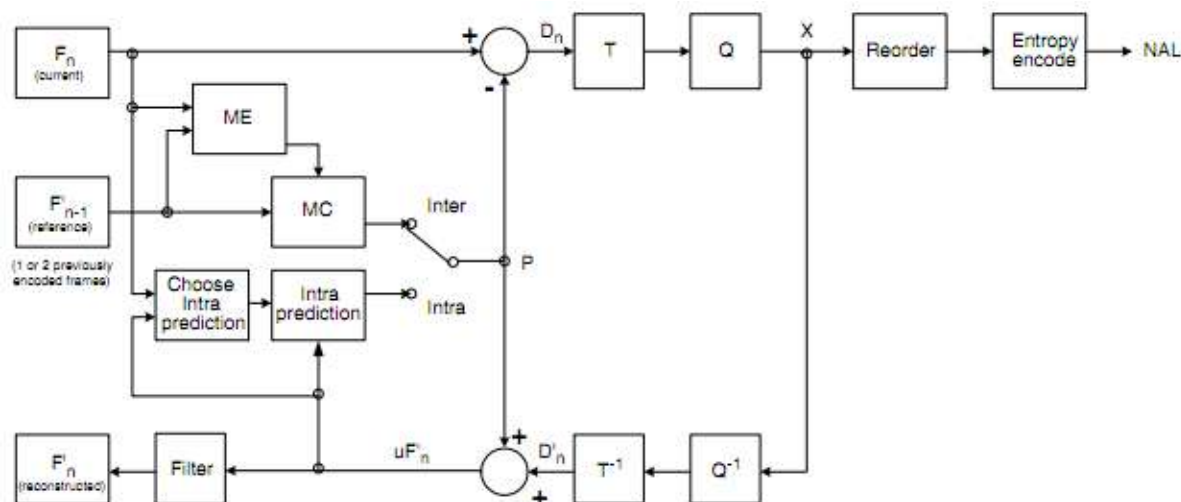 Fn
(current)
+
Dn
T
Q
X
Reorder
Entropy
encode
NAL
-
ME
F'n-1
(reference)
(1 or 2 previously
encoded frames)
MC
Inter
P
Choose
Intra
prediction
Intra
prediction
Intra
F'n
(reconstructed)
Filter
uF'n
+
+
D'n
T-1
Q-1